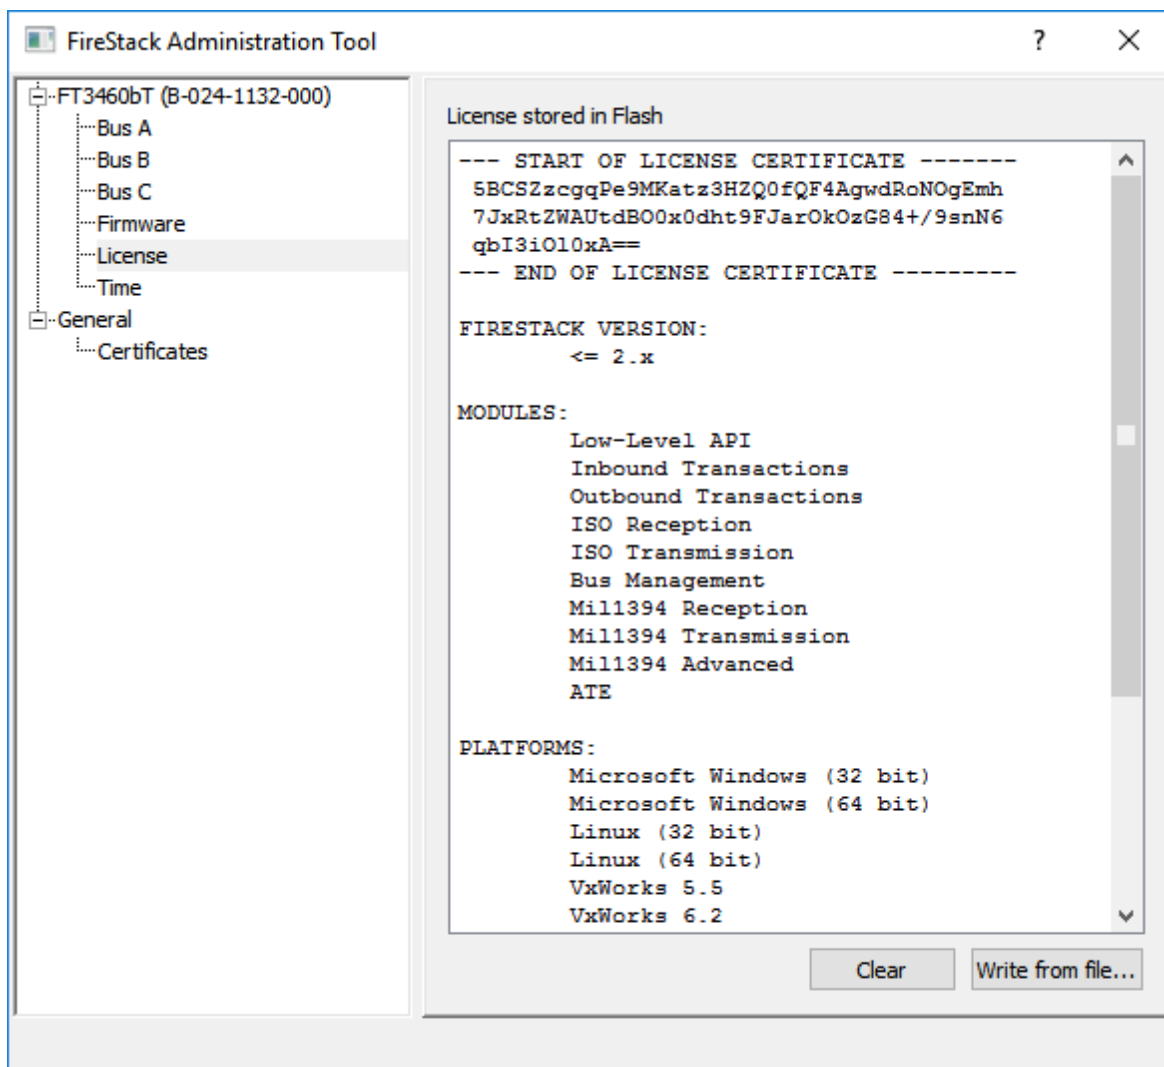 FireStack Administration Tool
FT3460bT (B-024-1132-000)
Bus A
Bus B
Bus C
Firmware
License
Time
General
Certificates
License stored in Flash
--- START OF LICENSE CERTIFICATE -------
5BCSZzcgqPe9MKatz3HZQ0fQF4AgwdRoNOgEmh
7JxRtZWAUtdBO0x0dht9FJarOkOzG84+/9snN6
qbI3iOl0xA==
--- END OF LICENSE CERTIFICATE ---------
FIRESTACK VERSION:
<= 2.x
MODULES:
Low-Level API
Inbound Transactions
Outbound Transactions
ISO Reception
ISO Transmission
Bus Management
Mil1394 Reception
Mil1394 Transmission
Mil1394 Advanced
ATE
PLATFORMS:
Microsoft Windows (32 bit)
Microsoft Windows (64 bit)
Linux (32 bit)
Linux (64 bit)
VxWorks 5.5
VxWorks 6.2
Clear
Write from file...